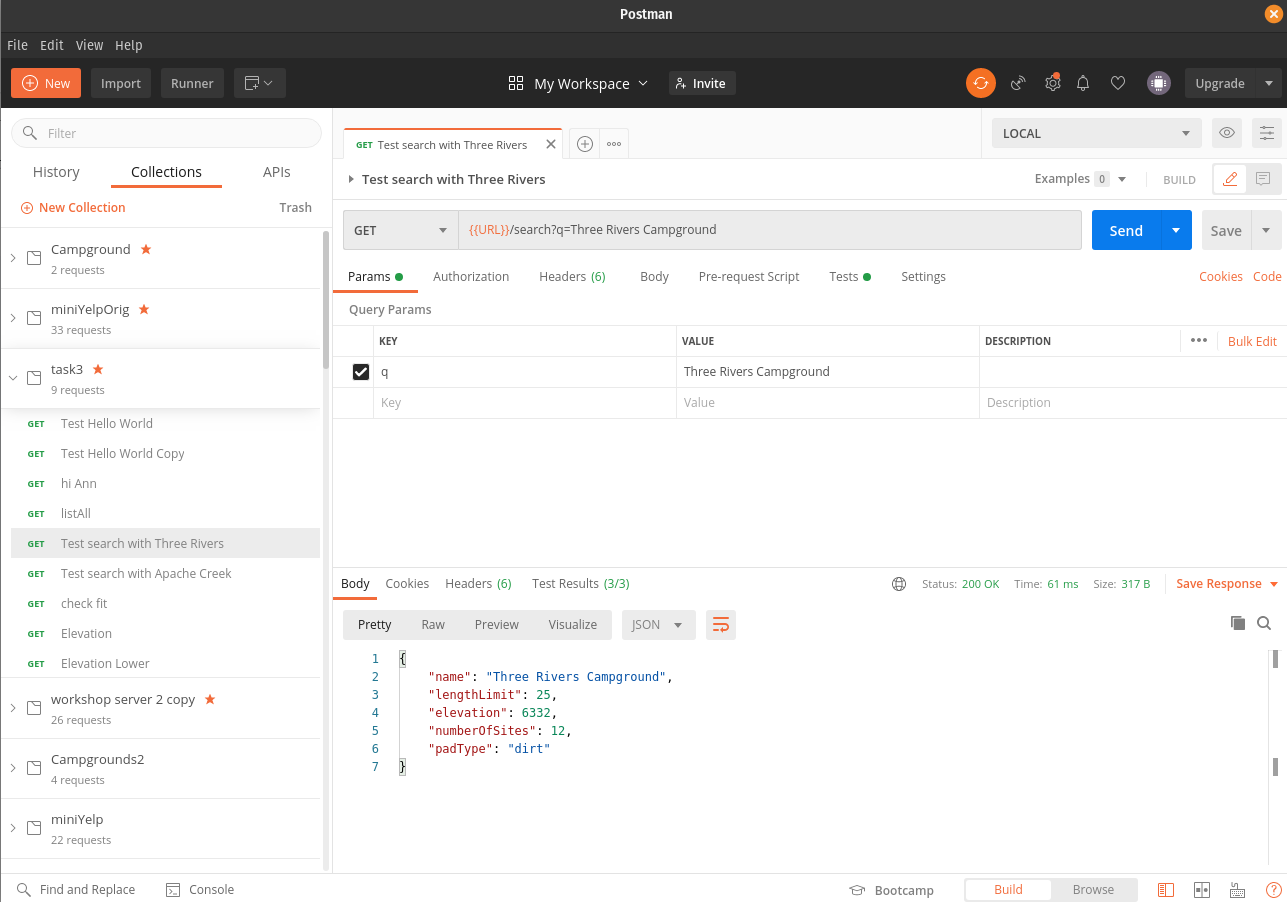 Postman
File Edit View Help
New Import Runner My Workspace Invite Upgrade
Filter
History Collections APIs
New Collection Trash
Campground
2 requests
miniYelpOrig
33 requests
task3
9 requests
GET Test Hello World
GET Test Hello World Copy
GET hi Ann
GET listAll
GET Test search with Three Rivers
GET Test search with Apache Creek
GET check fit
GET Elevation
GET Elevation Lower
workshop server 2 copy
26 requests
Campgrounds2
4 requests
miniYelp
22 requests
GET Test search with Three Rivers
LOCAL
Test search with Three Rivers Examples 0 BUILD
GET {{URL}}/search?q=Three Rivers Campground Send Save
Params Authorization Headers (6) Body Pre-request Script Tests Settings Cookies Code
Query Params
KEY VALUE DESCRIPTION Bulk Edit
q Three Rivers Campground
Key Value Description
Body Cookies Headers (6) Test Results (3/3) Status: 200 OK Time: 61 ms Size: 317 B Save Response
Pretty Raw Preview Visualize JSON
1 {
2 "name": "Three Rivers Campground",
3 "lengthLimit": 25,
4 "elevation": 6332,
5 "numberOfSites": 12,
6 "padType": "dirt"
7 }
Find and Replace Console Bootcamp Build Browse